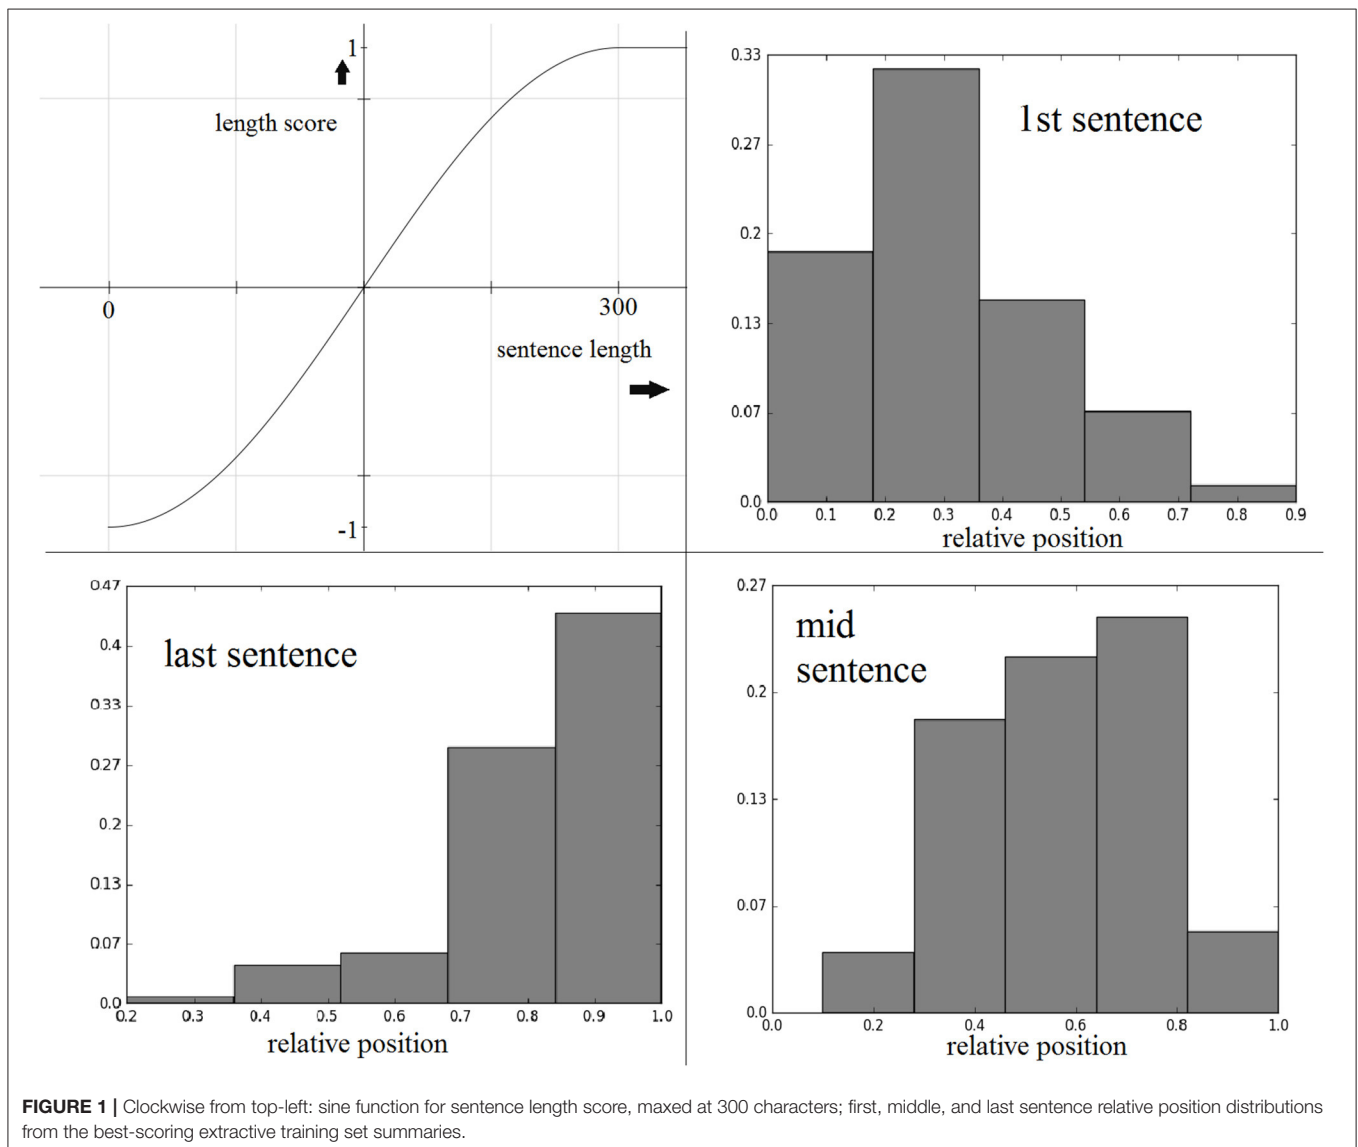 1
length score
0
300
sentence length
-1
0.33
0.27
0.2
0.13
0.07
0.0
1st sentence
0.0 0.1 0.2 0.3 0.4 0.5 0.6 0.7 0.8 0.9
relative position
0.47
0.4
0.33
0.27
0.2
0.13
0.07
0.0
last sentence
0.2 0.3 0.4 0.5 0.6 0.7 0.8 0.9 1.0
relative position
0.27
0.2
0.13
0.07
0.0
mid
sentence
0.0 0.2 0.4 0.6 0.8 1.0
relative position
FIGURE 1 | Clockwise from top-left: sine function for sentence length score, maxed at 300 characters; first, middle, and last sentence relative position distributions
from the best-scoring extractive training set summaries.